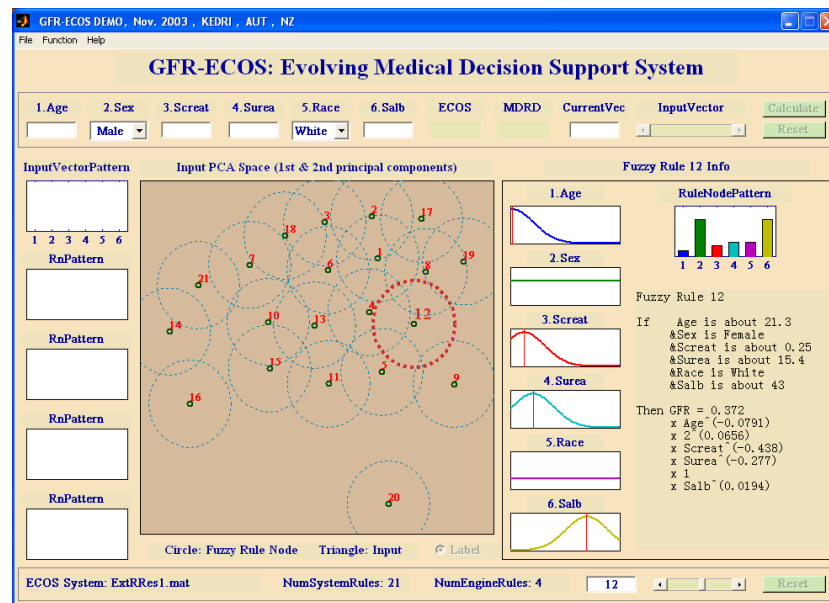 GFR-ECOS DEMO, Nov. 2003 , KEDRI , AUT , NZ
File Function Help
GFR-ECOS: Evolving Medical Decision Support System
1.Age 2.Sex 3.Screat 4.Surea 5.Race 6.Salb ECOS MDRD CurrentVec InputVector Calculate
Male White Reset
InputVectorPattern Input PCA Space (1st & 2nd principal components) Fuzzy Rule 12 Info
1 2 3 4 5 6
RnPattern
RnPattern
RnPattern
RnPattern
3 2 17
18 1 19
7 6 8
21
4 12
14 10 13
15 11 5 9
16
20
Circle: Fuzzy Rule Node Triangle: Input Label
1.Age
2.Sex
3.Screat
4.Surea
5.Race
6.Salb
RuleNodePattern
1 2 3 4 5 6
Fuzzy Rule 12
If Age is about 21.3
&Sex is Female
&Screat is about 0.25
&Surea is about 15.4
&Race is White
&Salb is about 43
Then GFR = 0.372
x Age^(-0.0791)
x 2^(0.0656)
x Screat^(-0.438)
x Surea^(-0.277)
x 1
x Salb^(0.0194)
ECOS System: ExtRRes1.mat NumSystemRules: 21 NumEngineRules: 4 12 Reset